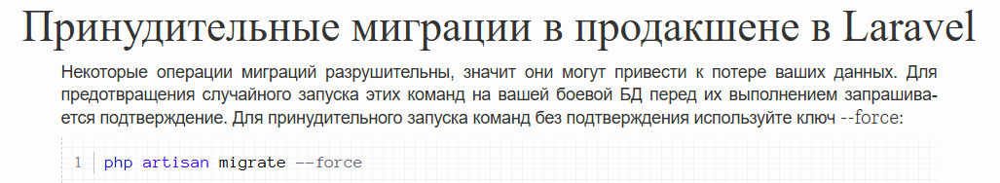 Принудительные миграции в продакшене в Laravel
Некоторые операции миграций разрушительны, значит они могут привести к потере ваших данных. Для
предотвращения случайного запуска этих команд на вашей боевой БД перед их выполнением запрашива-
ется подтверждение. Для принудительного запуска команд без подтверждения используйте ключ --force:
1 php artisan migrate --force